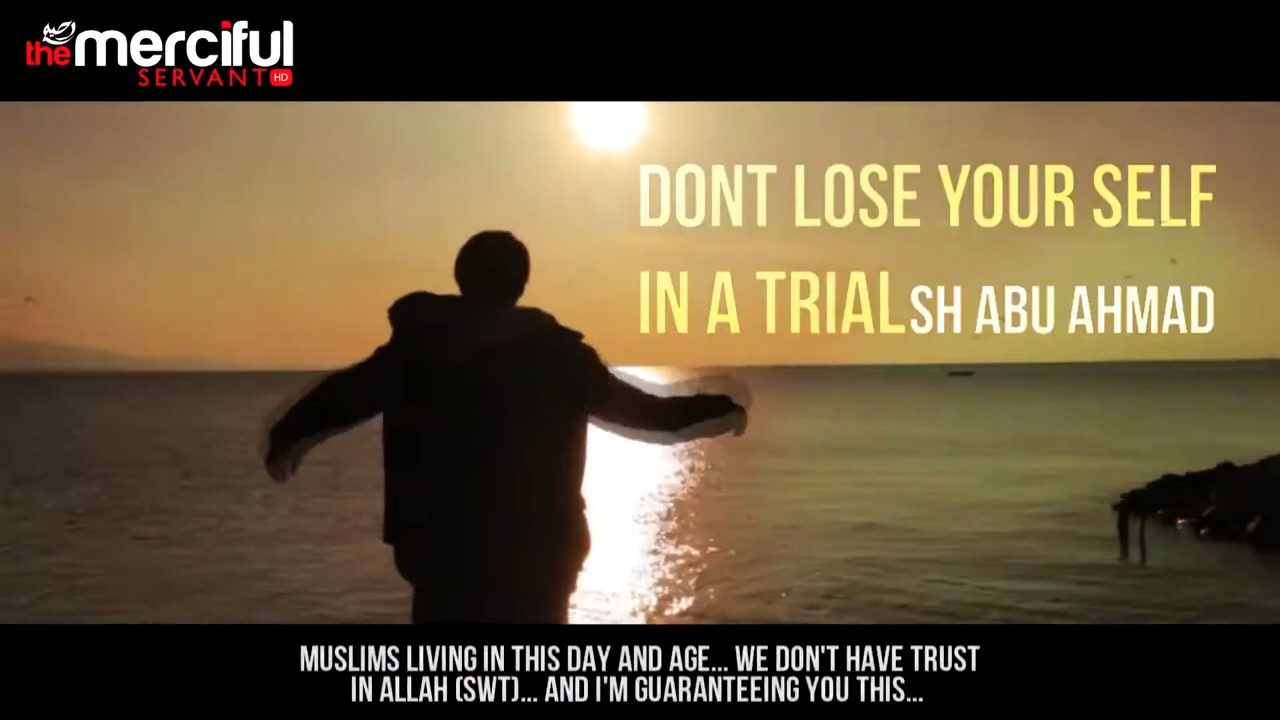 the merciful
SERVANT HD
DONT LOSE YOUR SELF
IN A TRIAL SH ABU AHMAD
MUSLIMS LIVING IN THIS DAY AND AGE... WE DON'T HAVE TRUST
IN ALLAH (SWT)... AND I'M GUARANTEEING YOU THIS...